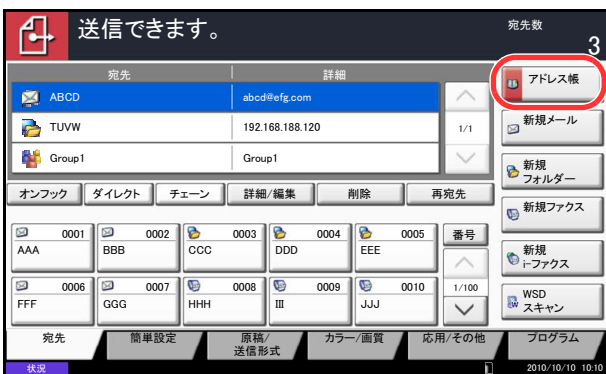 送信できます。
宛先数
3
宛先 詳細
ABCD abcd@efg.com
TUVW 192.168.188.120 1/1
Group1 Group1
アドレス帳
新規メール
新規
フォルダー
新規ファクス
新規
i-ファクス
WSD
スキャン
オンフック ダイレクト チェーン 詳細/編集 削除 再宛先
0001 0002 0003 0004 0005 番号
AAA BBB CCC DDD EEE
0006 0007 0008 0009 0010 1/100
FFF GGG HHH III JJJ
宛先 簡単設定 原稿/
送信形式 カラー/画質 応用/その他 プログラム
状況 2010/10/10 10:10